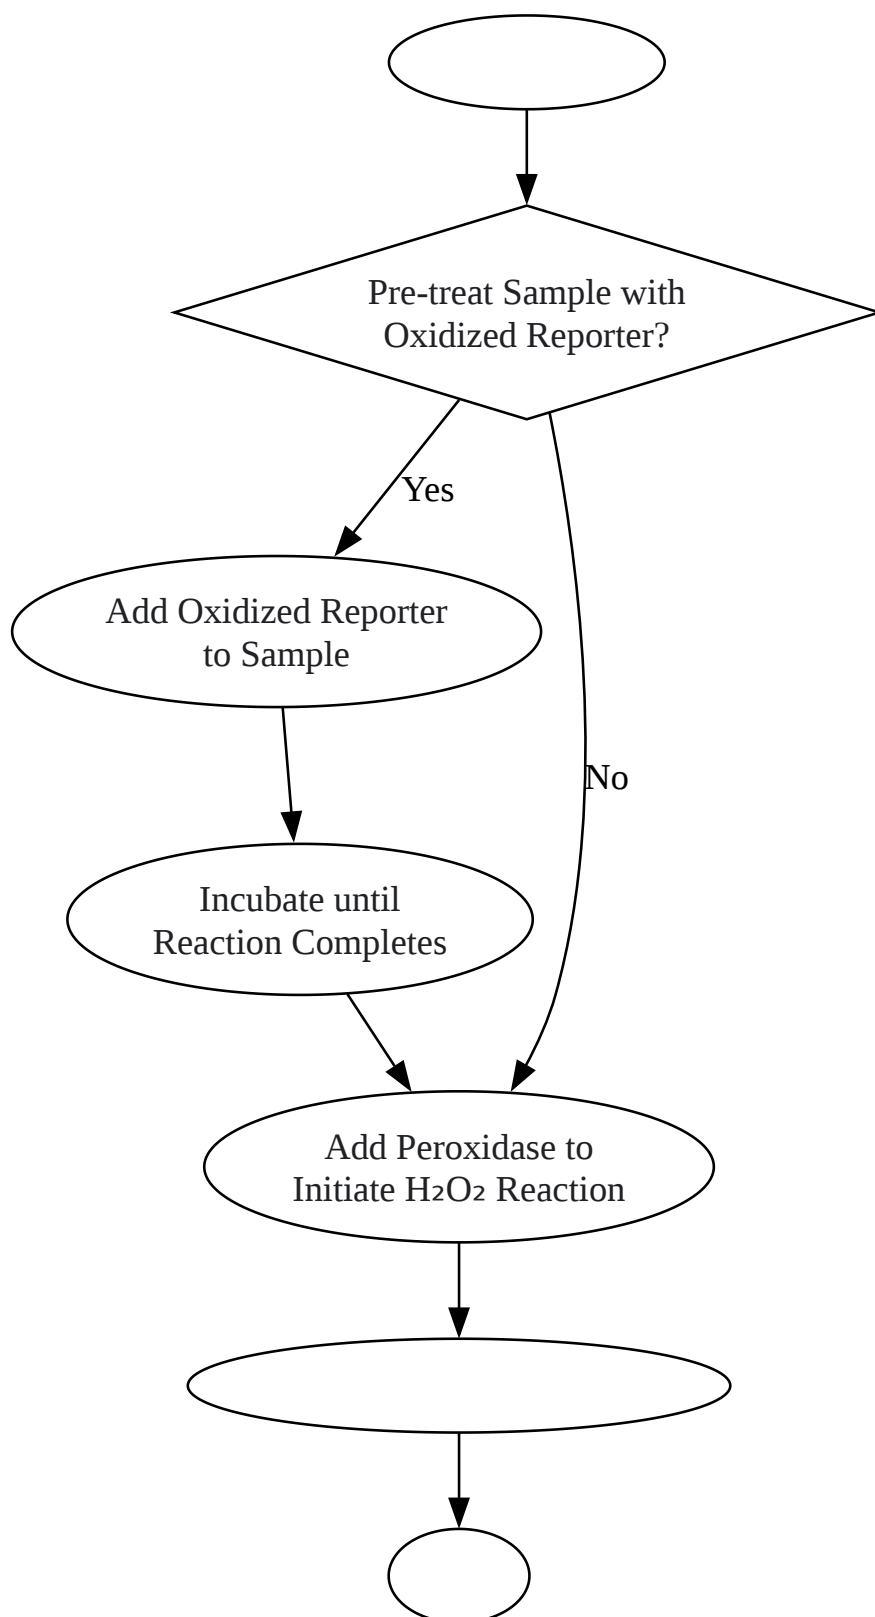 Pre-treat Sample with
Oxidized Reporter?
Yes
Add Oxidized Reporter
to Sample
No
Incubate until
Reaction Completes
Add Peroxidase to
Initiate H₂O₂ Reaction